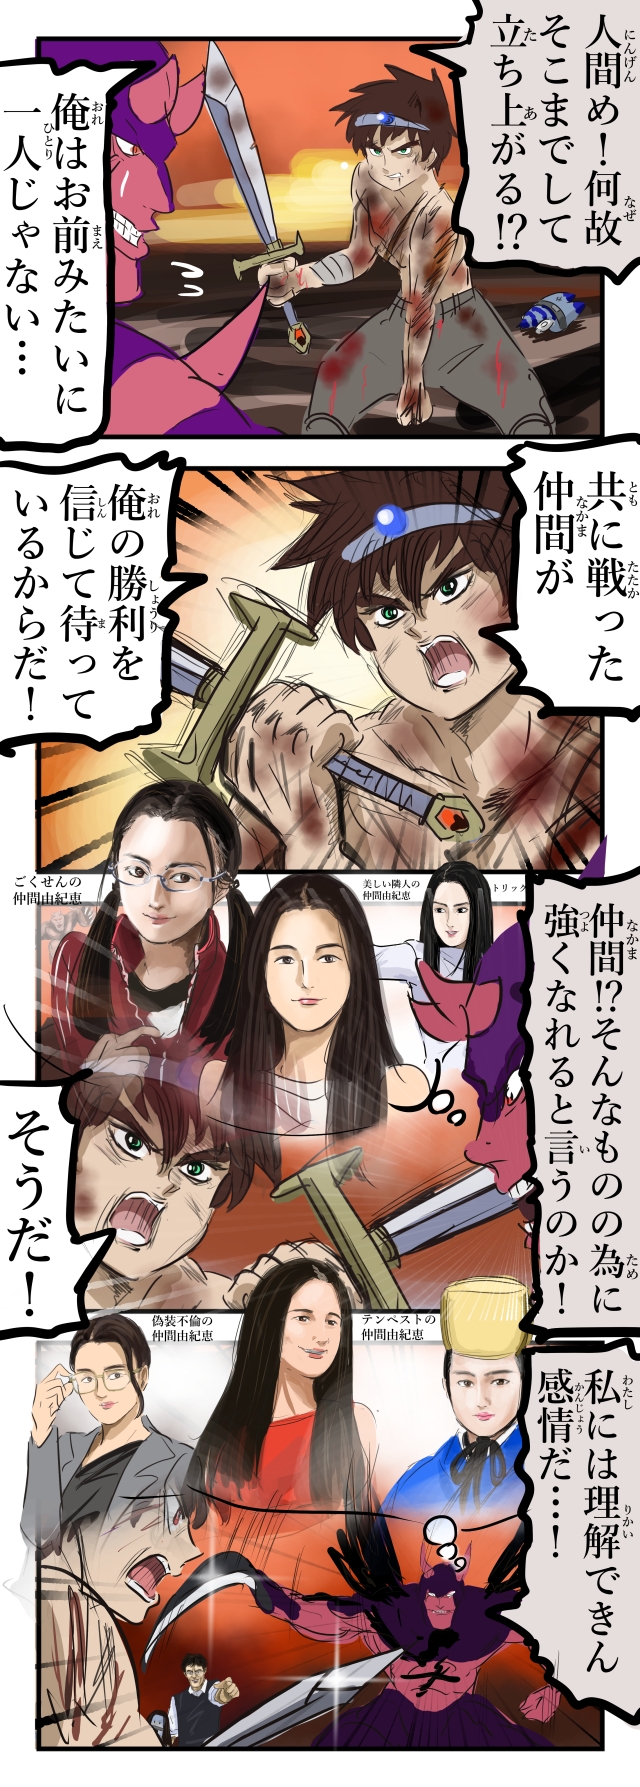 人間め！何故
そこまでして
立ち上がる!?
俺はお前みたいに
一人じゃない…
共に戦った
仲間が
俺の勝利を
信じて待って
いるからだ！
仲間!?そんなものの為に
強くなれると言うのか！
トリック
美しい隣人の
仲間由紀恵
ごくせんの
仲間由紀恵
そうだ！
私には理解できん
感情だ…！
テンペストの
仲間由紀恵
偽装不倫の
仲間由紀恵